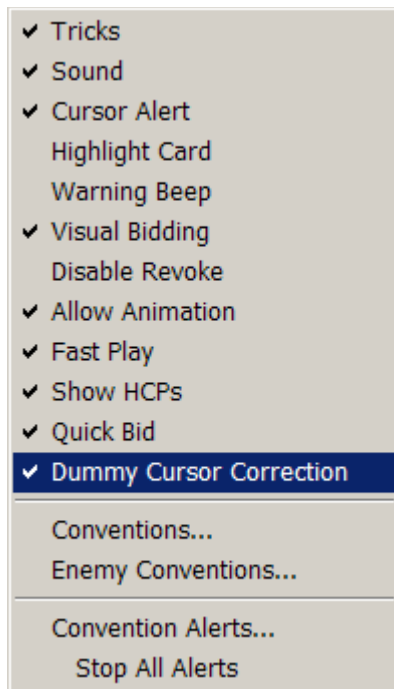 Tricks
Sound
Cursor Alert
Highlight Card
Warning Beep
Visual Bidding
Disable Revoke
Allow Animation
Fast Play
Show HCPs
Quick Bid
Dummy Cursor Correction
Conventions...
Enemy Conventions...
Convention Alerts...
Stop All Alerts